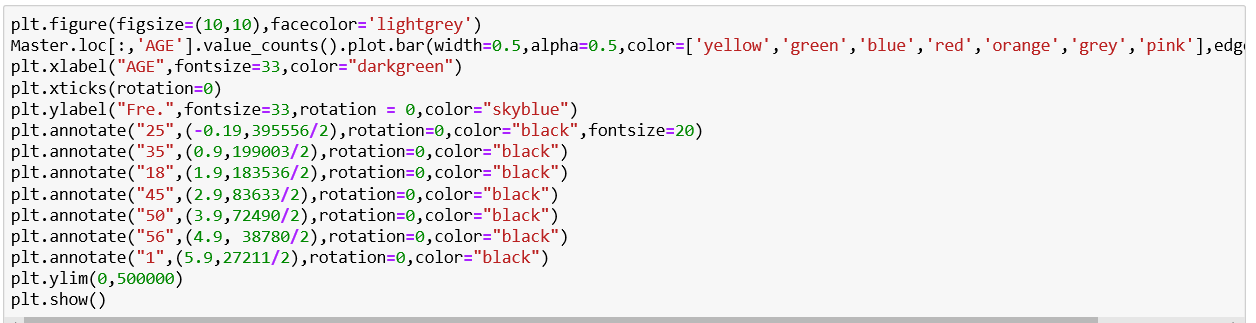 plt.figure(figsize=(10,10),facecolor='lightgrey')
Master.loc[:,'AGE'].value_counts().plot.bar(width=0.5,alpha=0.5,color=['yellow','green','blue','red','orange','grey','pink'],edge
plt.xlabel("AGE",fontsize=33,color="darkgreen")
plt.xticks(rotation=0)
plt.ylabel("Fre.",fontsize=33,rotation = 0,color="skyblue")
plt.annotate("25",(-0.19,395556/2),rotation=0,color="black",fontsize=20)
plt.annotate("35",(0.9,199003/2),rotation=0,color="black")
plt.annotate("18",(1.9,183536/2),rotation=0,color="black")
plt.annotate("45",(2.9,83633/2),rotation=0,color="black")
plt.annotate("50",(3.9,72490/2),rotation=0,color="black")
plt.annotate("56",(4.9, 38780/2),rotation=0,color="black")
plt.annotate("1",(5.9,27211/2),rotation=0,color="black")
plt.ylim(0,500000)
plt.show()